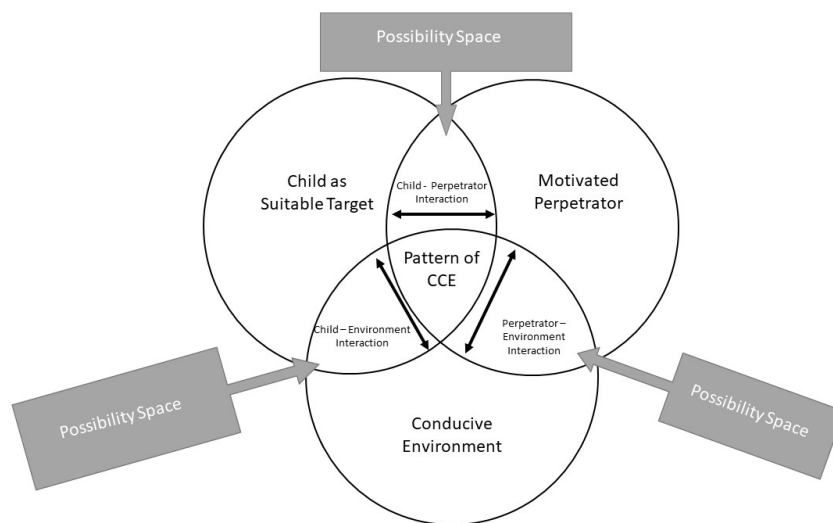 Possibility Space
Child as
Suitable Target
Child - Perpetrator
Interaction
Motivated
Perpetrator
Pattern of
CCE
Child – Environment
Interaction
Perpetrator –
Environment
Interaction
Possibility Space
Possibility Space
Conducive
Environment